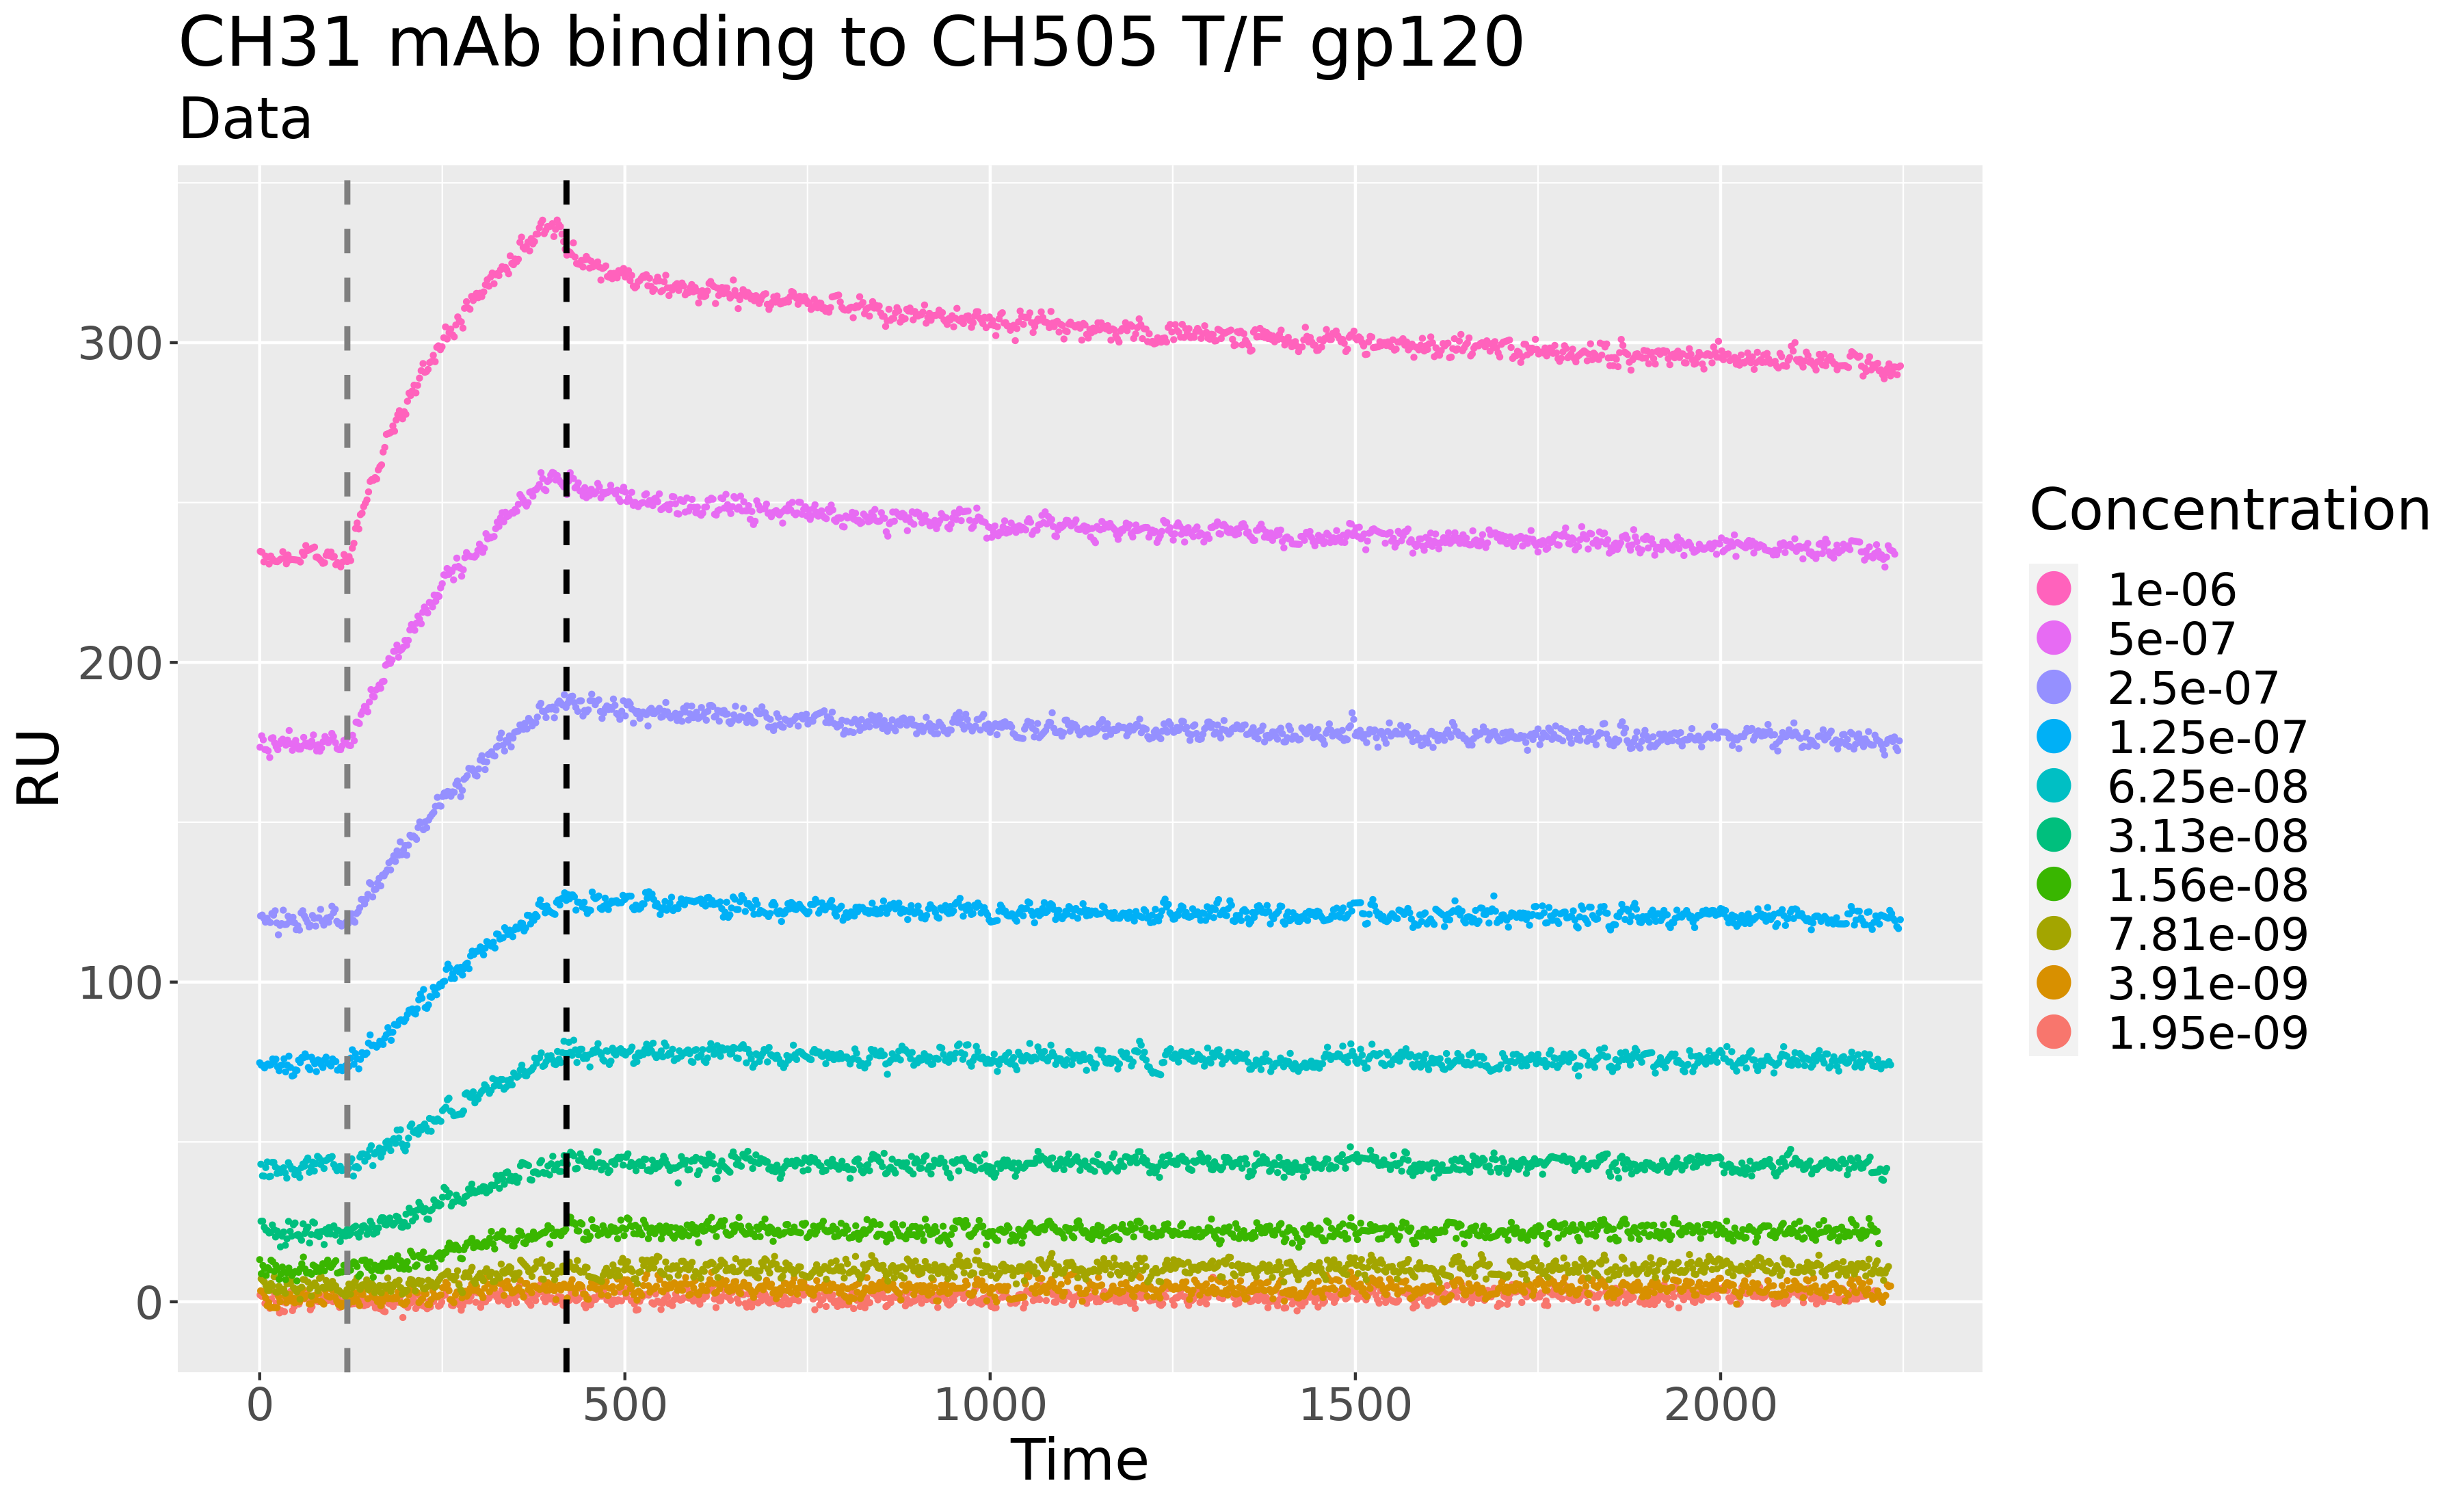 CH31 mAb binding to CH505 T/F gp120
Data
RU
300
200
100
0
0 500 1000 1500 2000
Time
Concentration
1e-06
5e-07
2.5e-07
1.25e-07
6.25e-08
3.13e-08
1.56e-08
7.81e-09
3.91e-09
1.95e-09